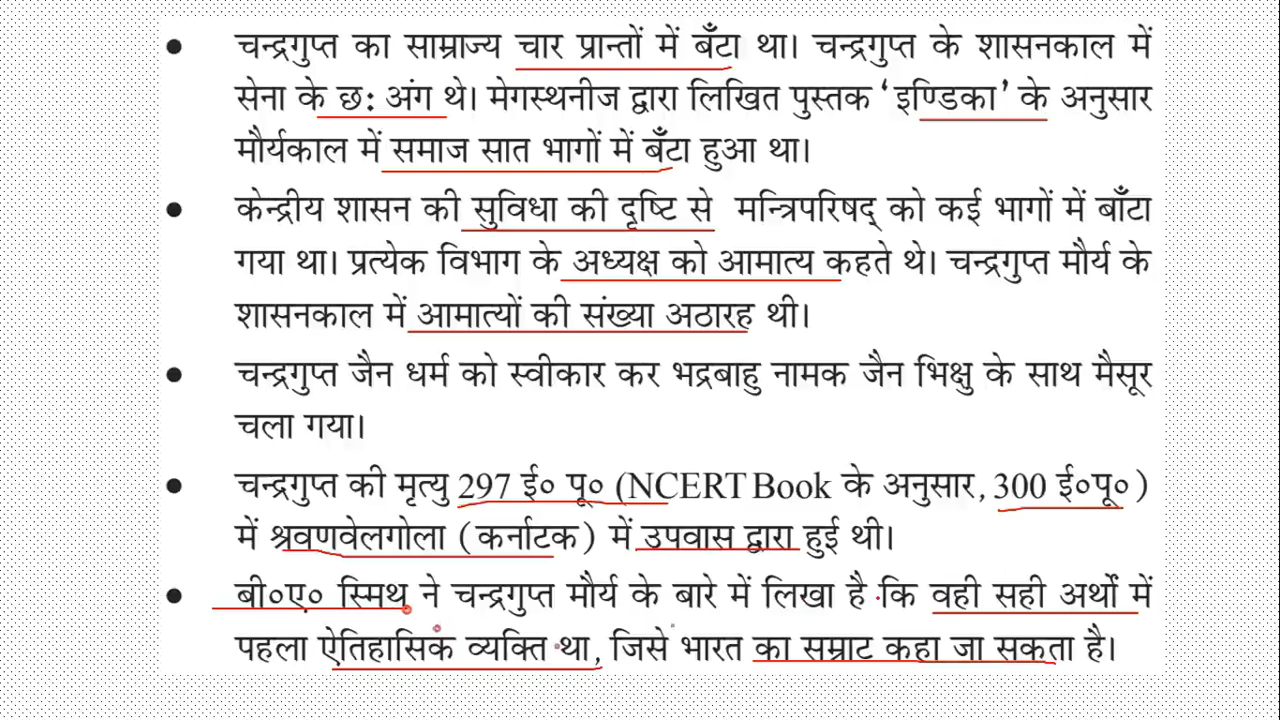 ● चन्द्रगुप्त का साम्राज्य चार प्रान्तों में बँटा था। चन्द्रगुप्त के शासनकाल में
सेना के छः अंग थे। मेगस्थनीज द्वारा लिखित पुस्तक ‘इण्डिका’ के अनुसार
मौर्यकाल में समाज सात भागों में बँटा हुआ था।
● केन्द्रीय शासन की सुविधा की दृष्टि से मन्त्रिपरिषद् को कई भागों में बाँटा
गया था। प्रत्येक विभाग के अध्यक्ष को आमात्य कहते थे। चन्द्रगुप्त मौर्य के
शासनकाल में आमात्यों की संख्या अठारह थी।
● चन्द्रगुप्त जैन धर्म को स्वीकार कर भद्रबाहु नामक जैन भिक्षु के साथ मैसूर
चला गया।
● चन्द्रगुप्त की मृत्यु 297 ई० पू० (NCERT Book के अनुसार, 300 ई०पू०)
में श्रवणवेलगोला (कर्नाटक) में उपवास द्वारा हुई थी।
● बी०ए० स्मिथ ने चन्द्रगुप्त मौर्य के बारे में लिखा है कि वही सही अर्थों में
पहला ऐतिहासिक व्यक्ति था, जिसे भारत का सम्राट कहा जा सकता है।